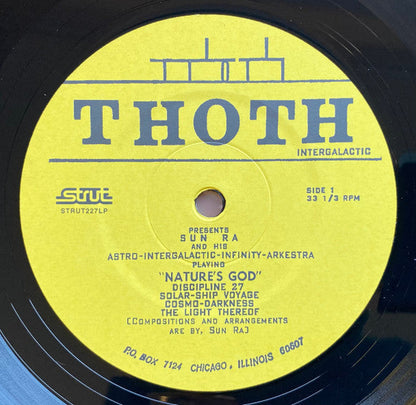 THOTH
INTERGALACTIC
strut
STRUT227LP
SIDE 1
33 1/3 RPM
PRESENTS
SUN RA
AND HIS
ASTRO-INTERGALACTIC-INFINITY-ARKESTRA
PLAYING
"NATURE'S GOD"
DISCIPLINE 27
SOLAR-SHIP VOYAGE
COSMO-DARKNESS
THE LIGHT THEREOF
(COMPOSITIONS AND ARRANGEMENTS
ARE BY, SUN RA)
P.O. BOX 7124 CHICAGO, ILLINOIS 60607